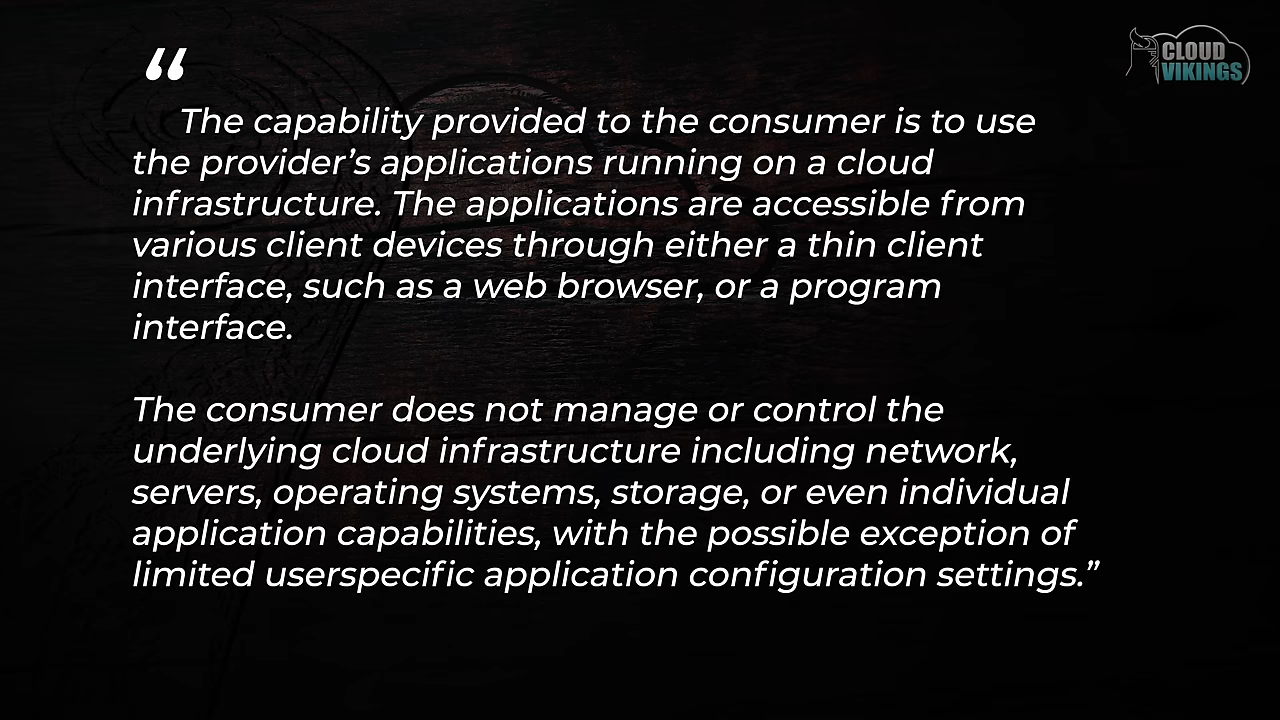 “
CLOUD
VIKINGS
The capability provided to the consumer is to use
the provider’s applications running on a cloud
infrastructure. The applications are accessible from
various client devices through either a thin client
interface, such as a web browser, or a program
interface.
The consumer does not manage or control the
underlying cloud infrastructure including network,
servers, operating systems, storage, or even individual
application capabilities, with the possible exception of
limited userspecific application configuration settings.”